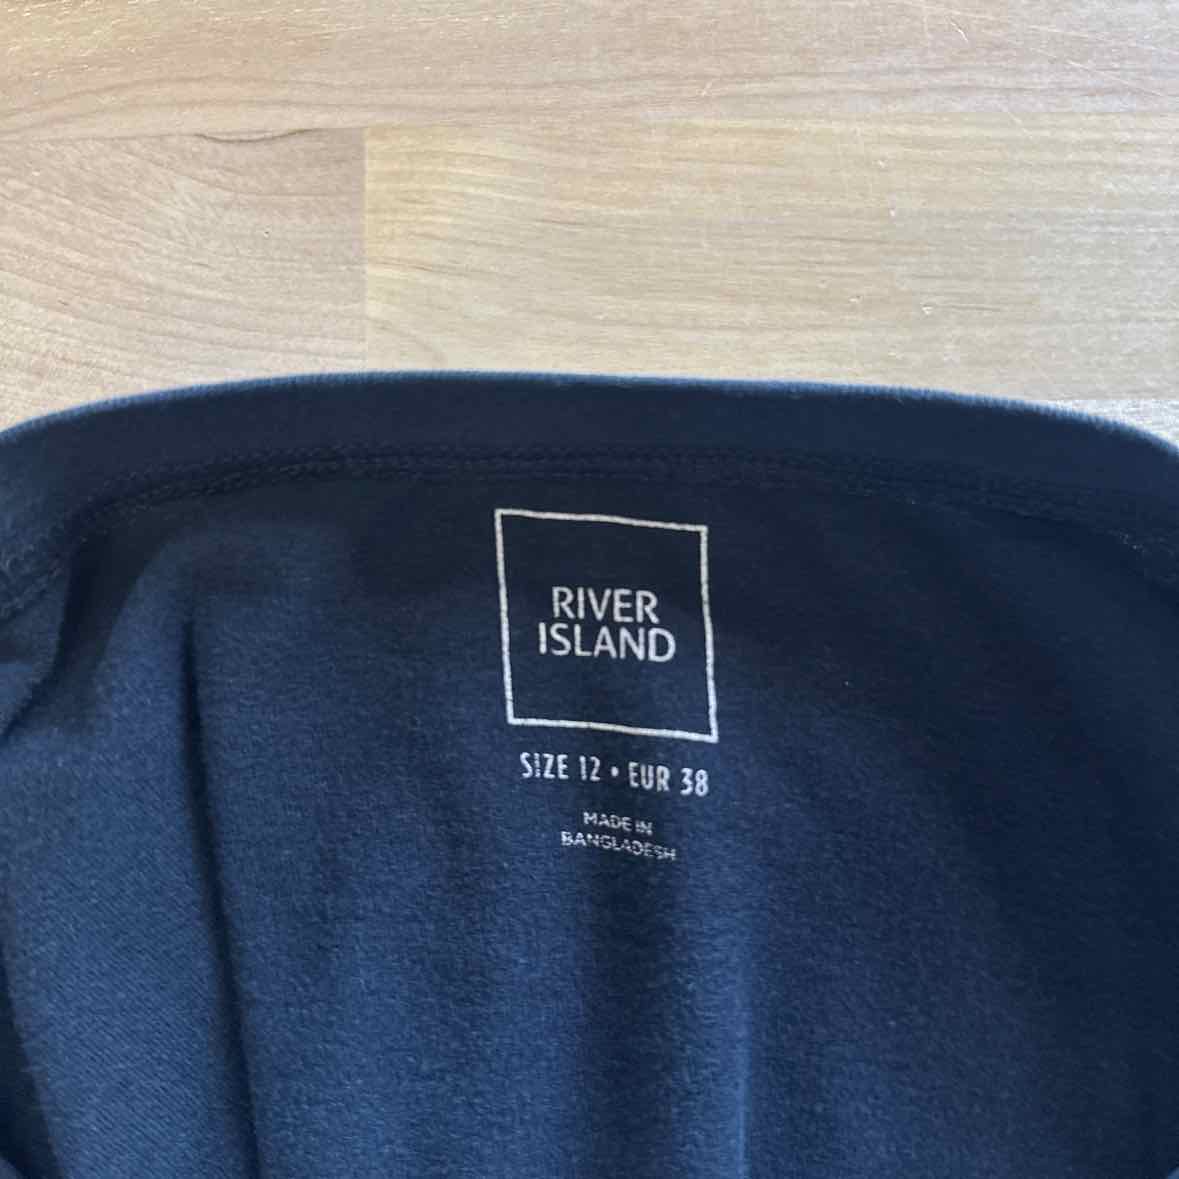 RIVER
ISLAND
SIZE 12 • EUR 38
MADE IN
BANGLADESH